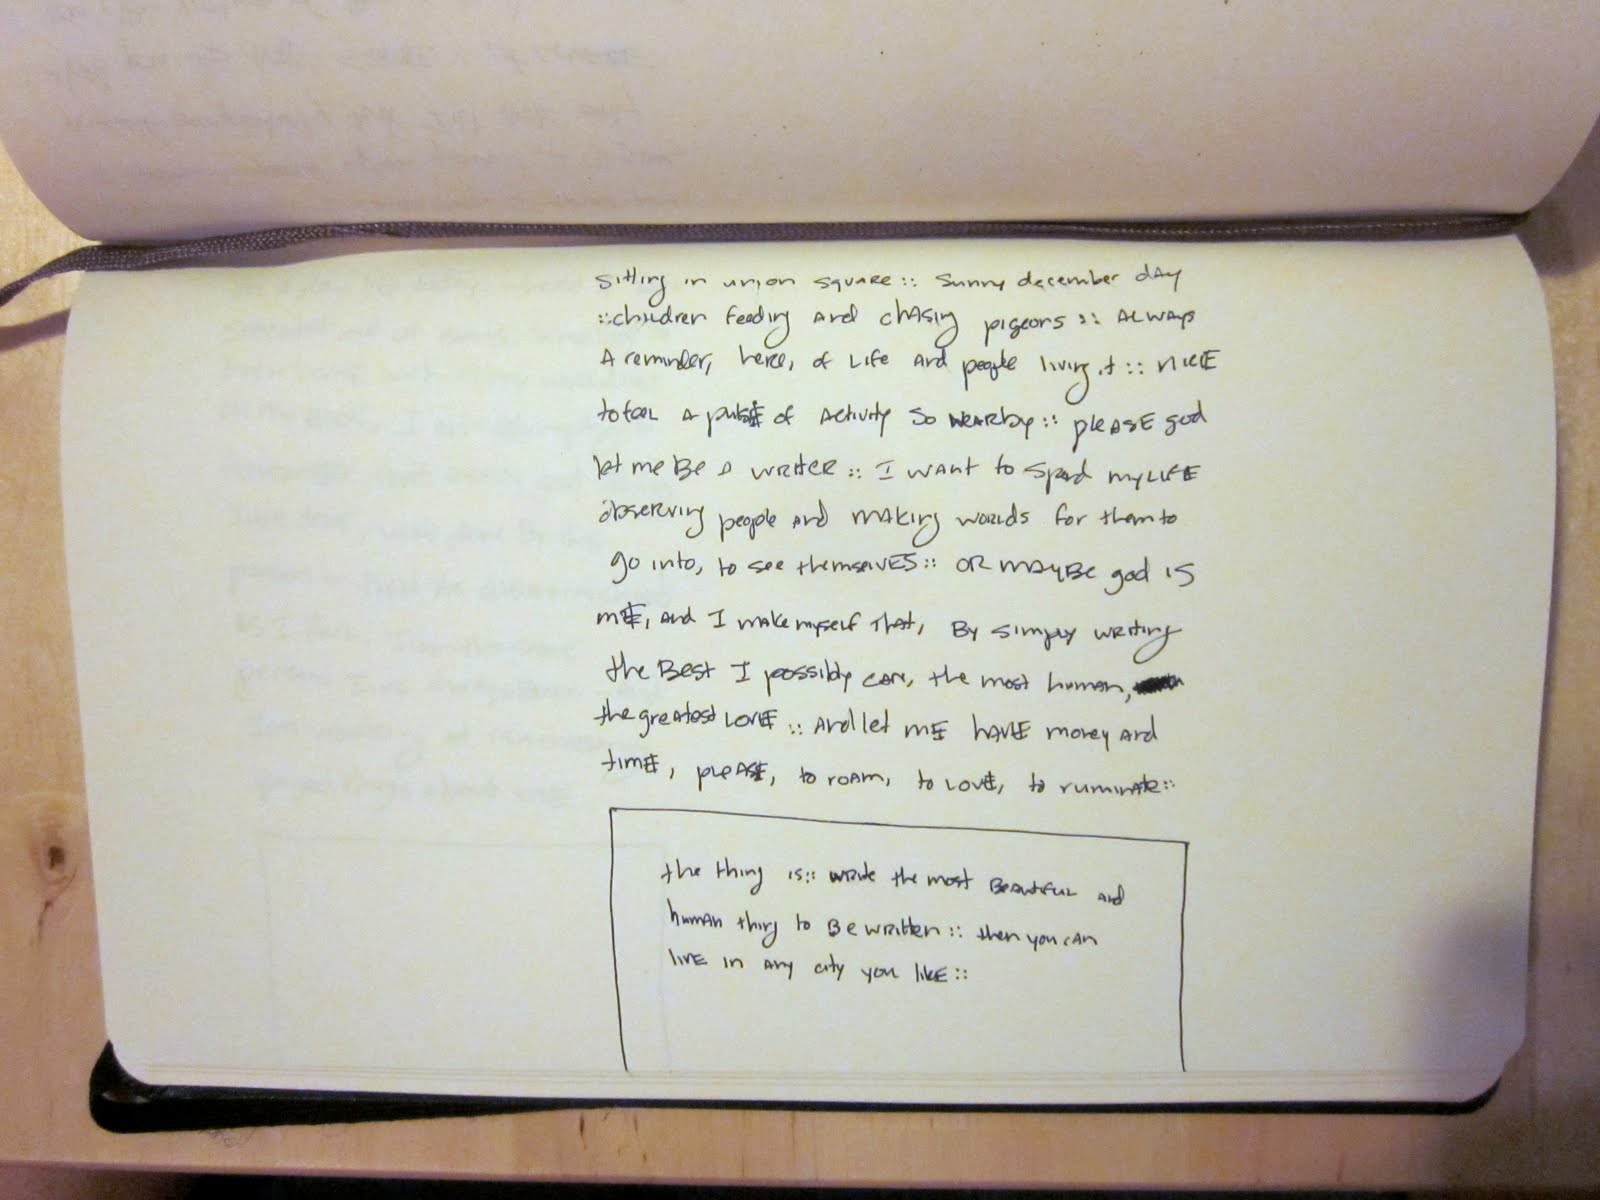 sitting in union square :: sunny december day
:: children feeding and chasing pigeons :: ALWAYS
A reminder, here, of Life and people living it :: NICE
to feel A pulse of Activity so NEARby :: pLEASE god
let me Be A WRITER :: I WANT to spend my LIFE
observing people AND MAKING WORLDS for them to
go into, to see themselVES :: OR MAYBE god is
ME, AND I make myself THAt, By simply writing
the Best I possibly can, the most human,
the greatest LOVE :: And let ME HAVE money And
timE, plEASE, to roam, to LOVE, to ruminate ::
the thing is :: write the most BEAUTIFUL and
human thing to BE written :: then you can
livE in any city you likE ::